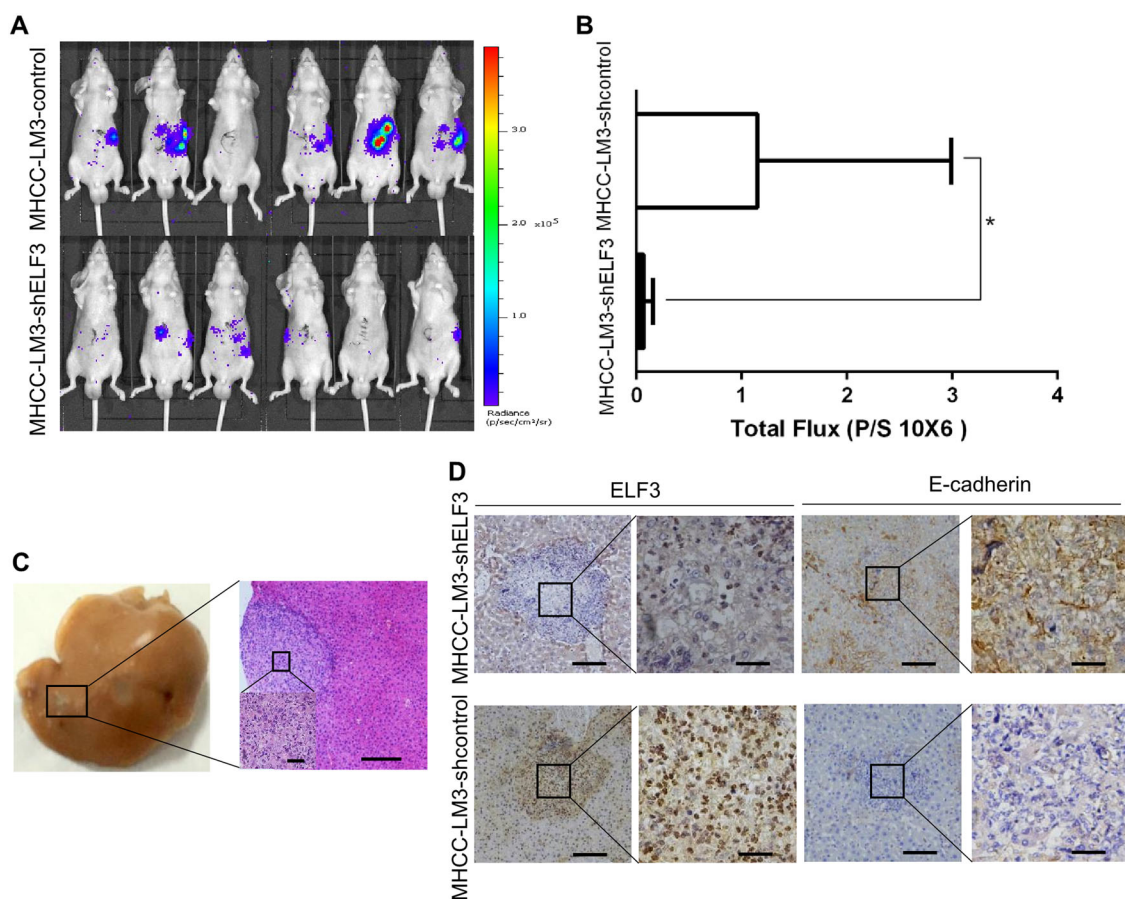 A
MHCC-LM3-control
MHCC-LM3-shELF3
3.0
2.0
x10^5
1.0
Radiance
(p/sec/cm²/sr)
B
MHCC-LM3-shcontrol
MHCC-LM3-shELF3
*
0 1 2 3 4
Total Flux (P/S 10X6 )
C
D
ELF3 E-cadherin
MHCC-LM3-shELF3
MHCC-LM3-shcontrol